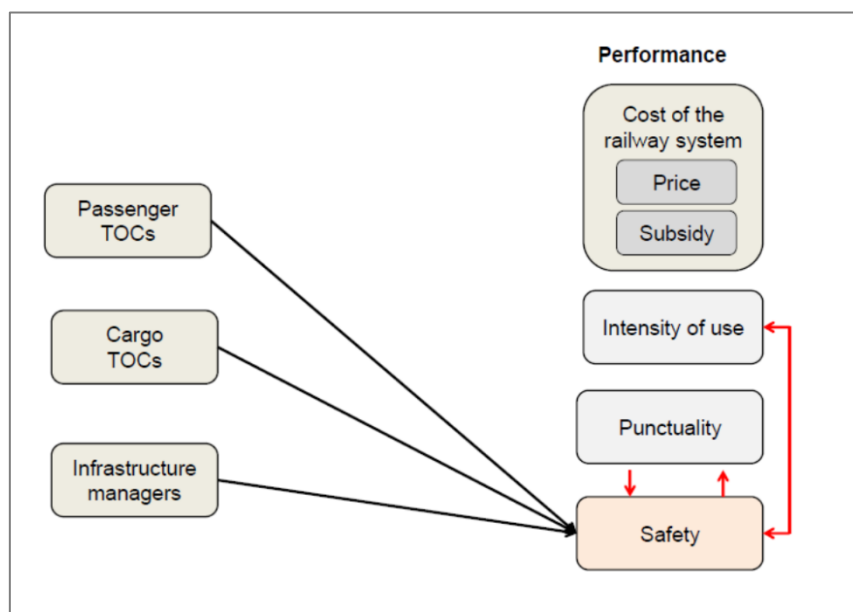 Performance
Cost of the
railway system
Price
Subsidy
Passenger
TOCs
Cargo
TOCs
Infrastructure
managers
Intensity of use
Punctuality
Safety